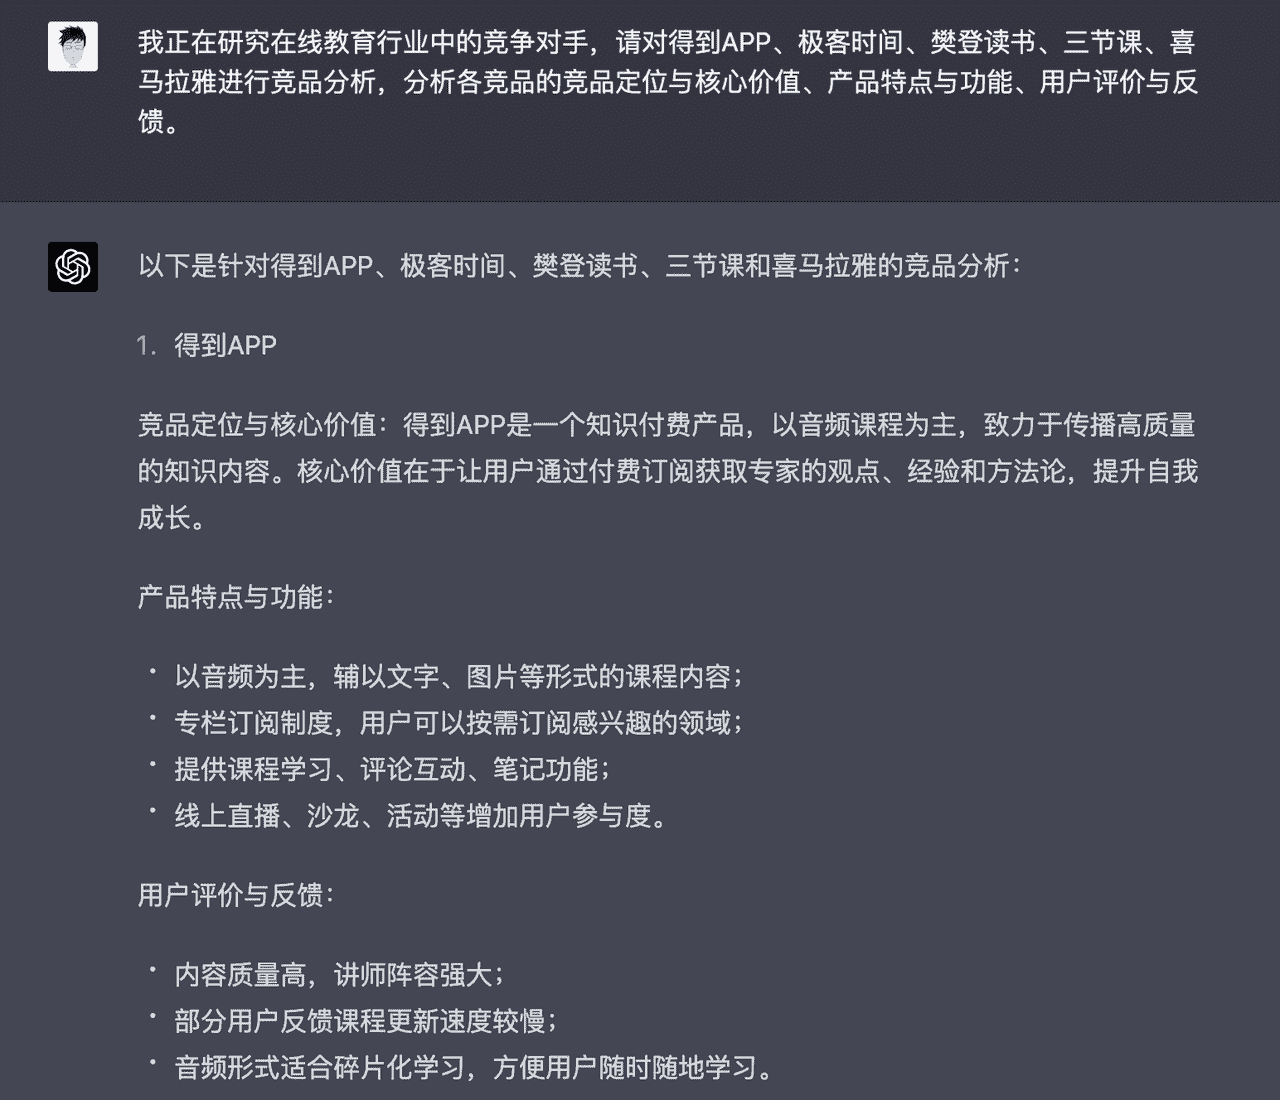 我正在研究在线教育行业中的竞争对手，请对得到APP、极客时间、樊登读书、三节课、喜
马拉雅进行竞品分析，分析各竞品的竞品定位与核心价值、产品特点与功能、用户评价与反
馈。
以下是针对得到APP、极客时间、樊登读书、三节课和喜马拉雅的竞品分析：
1. 得到APP
竞品定位与核心价值：得到APP是一个知识付费产品，以音频课程为主，致力于传播高质量
的知识内容。核心价值在于让用户通过付费订阅获取专家的观点、经验和方法论，提升自我
成长。
产品特点与功能：
• 以音频为主，辅以文字、图片等形式的课程内容；
• 专栏订阅制度，用户可以按需订阅感兴趣的领域；
• 提供课程学习、评论互动、笔记功能；
• 线上直播、沙龙、活动等增加用户参与度。
用户评价与反馈：
• 内容质量高，讲师阵容强大；
• 部分用户反馈课程更新速度较慢；
• 音频形式适合碎片化学习，方便用户随时随地学习。